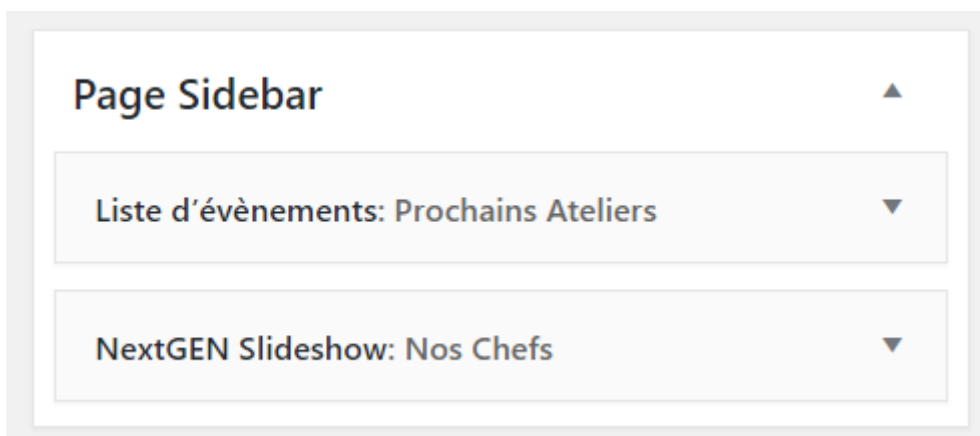 Page Sidebar
Liste d'évènements: Prochains Ateliers
NextGEN Slideshow: Nos Chefs